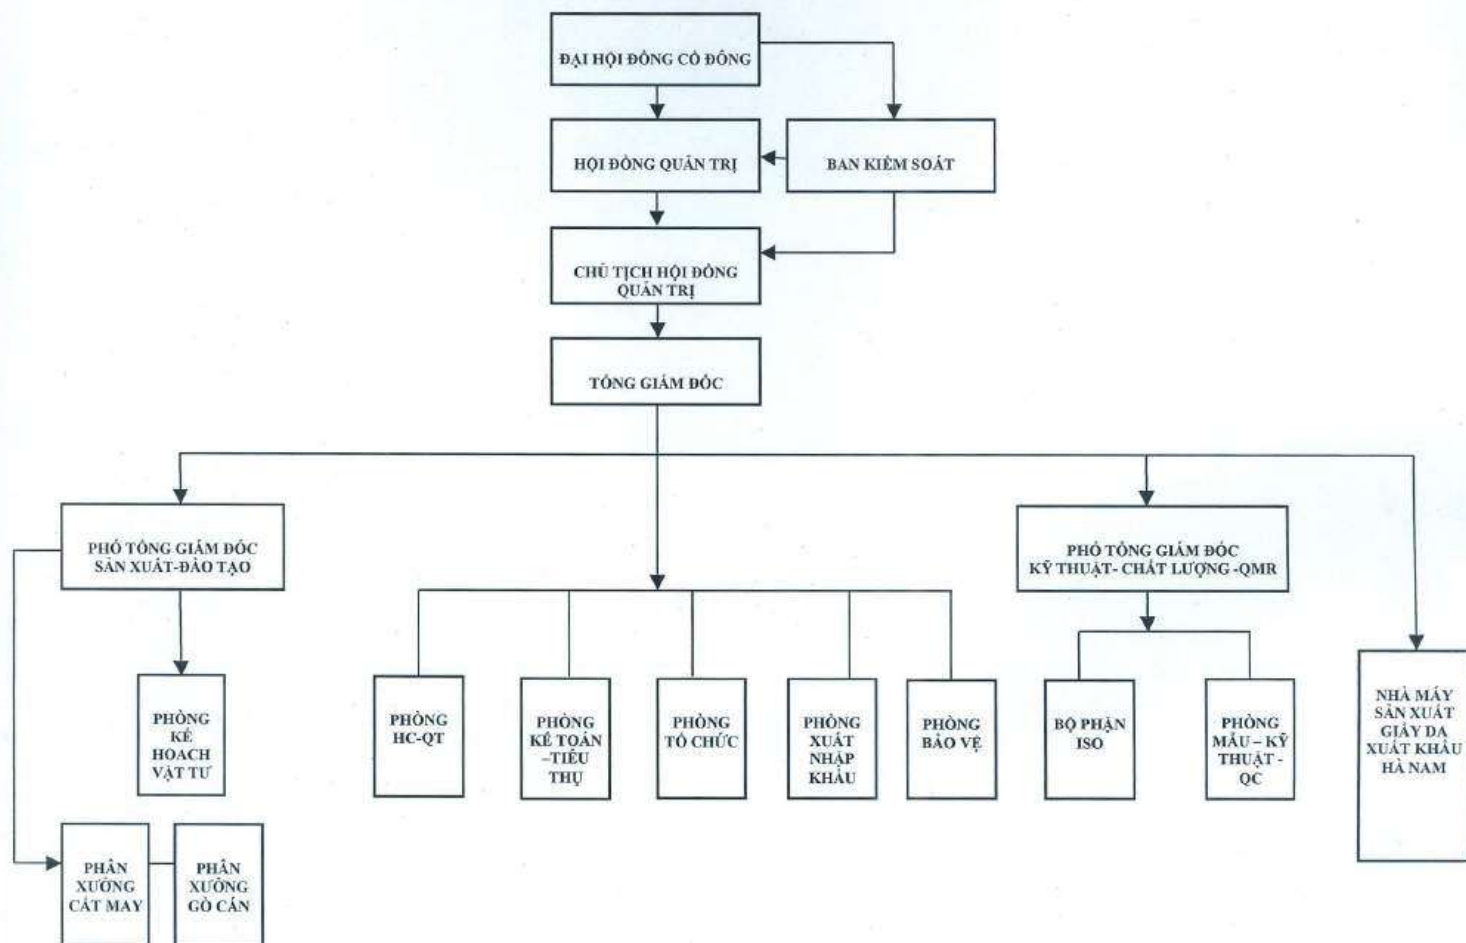 ĐẠI HỘI ĐỒNG CỔ ĐÔNG
HỘI ĐỒNG QUẢN TRỊ
BAN KIỂM SOÁT
CHỦ TỊCH HỘI ĐỒNG
QUẢN TRỊ
TỔNG GIÁM ĐỐC
PHÓ TỔNG GIÁM ĐỐC
SẢN XUẤT-ĐÀO TẠO
PHÓ TỔNG GIÁM ĐỐC
KỸ THUẬT- CHẤT LƯỢNG -QMR
PHÒNG
KẾ
HOẠCH
VẬT TƯ
PHÒNG
HC-QT
PHÒNG
KẾ TOÁN
–TIÊU
THỤ
PHÒNG
TỔ CHỨC
PHÒNG
XUẤT
NHẬP
KHẨU
PHÒNG
BẢO VỆ
BỘ PHẬN
ISO
PHÒNG
MẪU – KỸ
THUẬT -
QC
NHÀ MÁY
SẢN XUẤT
GIẦY DA
XUẤT KHẨU
HÀ NAM
PHÂN
XƯỞNG
CẮT MAY
PHÂN
XƯỞNG
GÒ CÁN